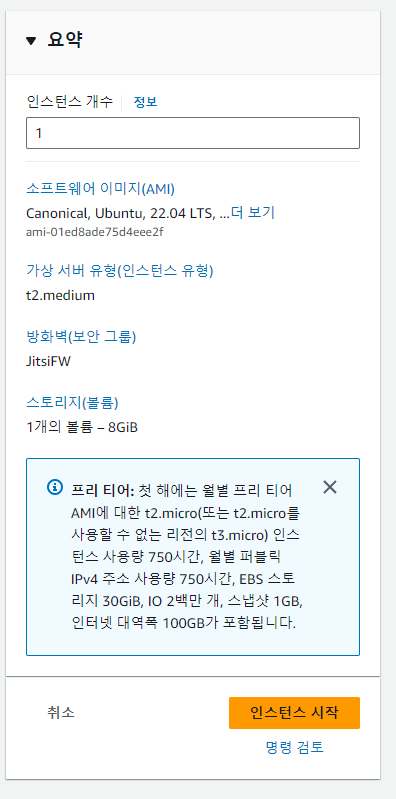 요약
인스턴스 개수 정보
1
소프트웨어 이미지(AMI)
Canonical, Ubuntu, 22.04 LTS, ...더 보기
ami-01ed8ade75d4eee2f
가상 서버 유형(인스턴스 유형)
t2.medium
방화벽(보안 그룹)
JitsiFW
스토리지(볼륨)
1개의 볼륨 – 8GiB
프리 티어: 첫 해에는 월별 프리 티어
AMI에 대한 t2.micro(또는 t2.micro를
사용할 수 없는 리전의 t3.micro) 인스
턴스 사용량 750시간, 월별 퍼블릭
IPv4 주소 사용량 750시간, EBS 스토
리지 30GiB, IO 2백만 개, 스냅샷 1GB,
인터넷 대역폭 100GB가 포함됩니다.
취소 인스턴스 시작
명령 검토